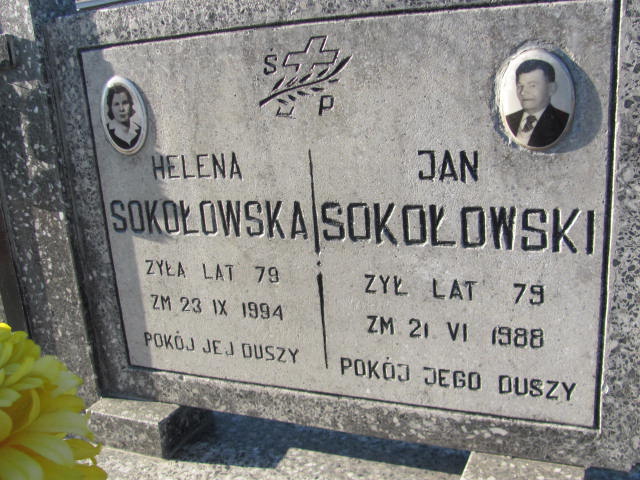 Ś P
HELENA
SOKOŁOWSKA
ŻYŁA LAT 79
ZM 23 IX 1994
POKÓJ JEJ DUSZY
JAN
SOKOŁOWSKI
ŻYŁ LAT 79
ZM 21 VI 1988
POKÓJ JEGO DUSZY